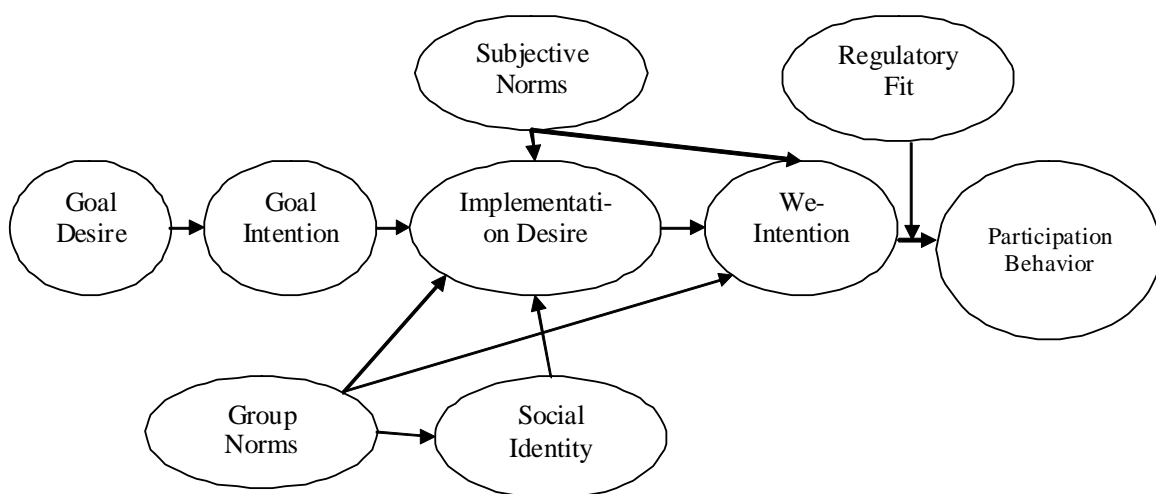 Subjective
Norms
Regulatory
Fit
Goal
Desire
Goal
Intention
Implementati-
on Desire
We-
Intention
Participation
Behavior
Group
Norms
Social
Identity